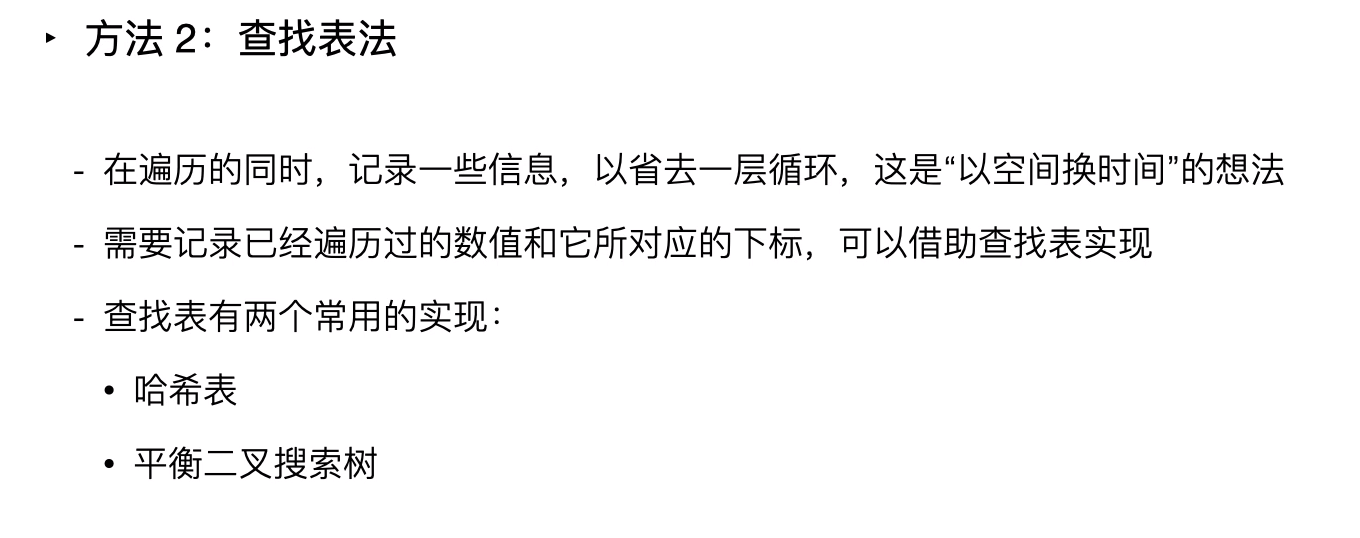 ‣ 方法 2：查找表法
- 在遍历的同时，记录一些信息，以省去一层循环，这是“以空间换时间”的想法
- 需要记录已经遍历过的数值和它所对应的下标，可以借助查找表实现
- 查找表有两个常用的实现：
• 哈希表
• 平衡二叉搜索树